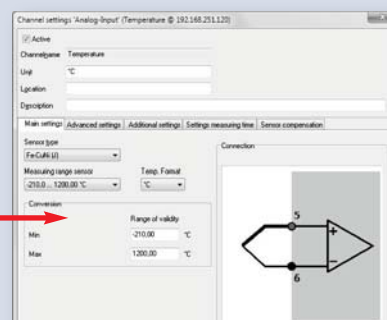 Channel settings 'Analog-Input' (Temperature @ 192.168.251.120)
Active
Channelname Temperature
Unit °C
Location
Description
Main settings Advanced settings Additional settings Settings measuring time Sensor compensation
Sensor type
Fe-CuNi (J)
Measuring range sensor Temp. Format
-210,0 ... 1200,00 °C °C
Conversion
Range of validity
Min -210,00 °C
Max 1200,00 °C
Connection
5
+
−
6